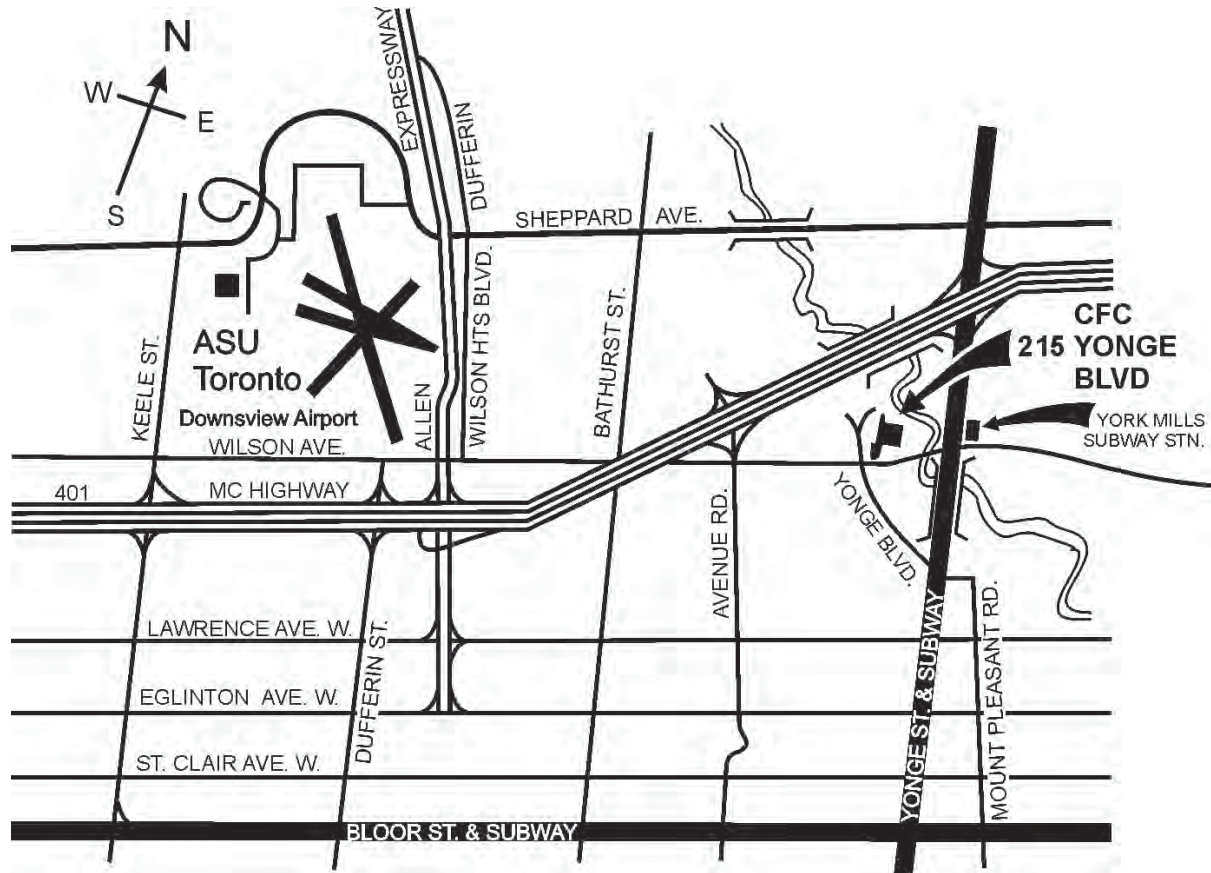 N
W
E
S
EXPRESSWAY
DUFFERIN
SHEPPARD AVE.
KEELE ST.
ASU
Toronto
Downsview Airport
WILSON AVE.
ALLEN
WILSON HTS BLVD.
BATHURST ST.
CFC
215 YONGE
BLVD
YORK MILLS
SUBWAY STN.
401
MC HIGHWAY
AVENUE RD.
YONGE BLVD.
LAWRENCE AVE. W.
EGLINTON AVE. W.
DUFFERIN ST.
ST. CLAIR AVE. W.
YONGE ST. & SUBWAY
MOUNT PLEASANT RD.
BLOOR ST. & SUBWAY